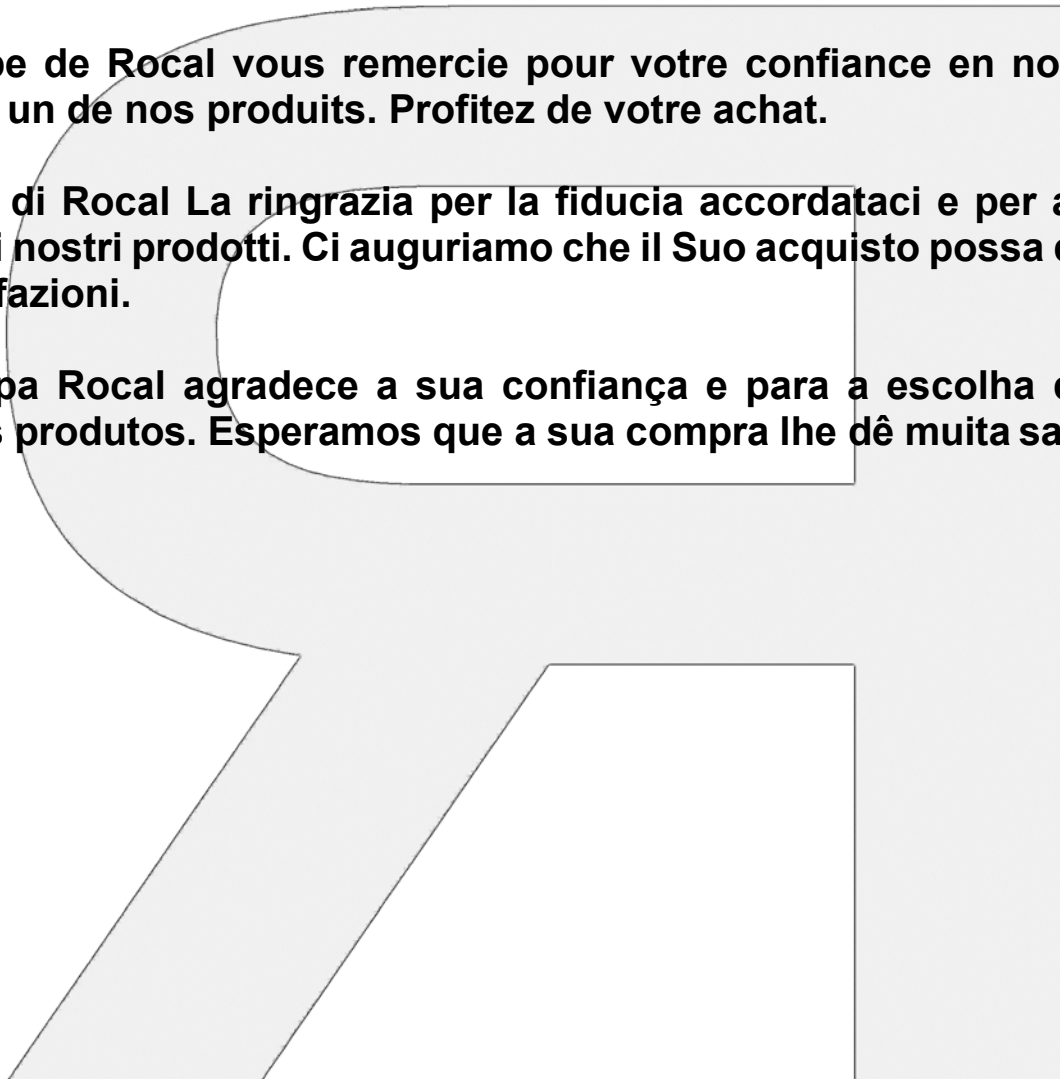 pe de Rocal vous remercie pour votre confiance en no
un de nos produits. Profitez de votre achat.
di Rocal La ringrazia per la fiducia accordataci e per a
i nostri prodotti. Ci auguriamo che il Suo acquisto possa
fazioni.
pa Rocal agradece a sua confiança e para a escolha
s produtos. Esperamos que a sua compra lhe dê muita sa